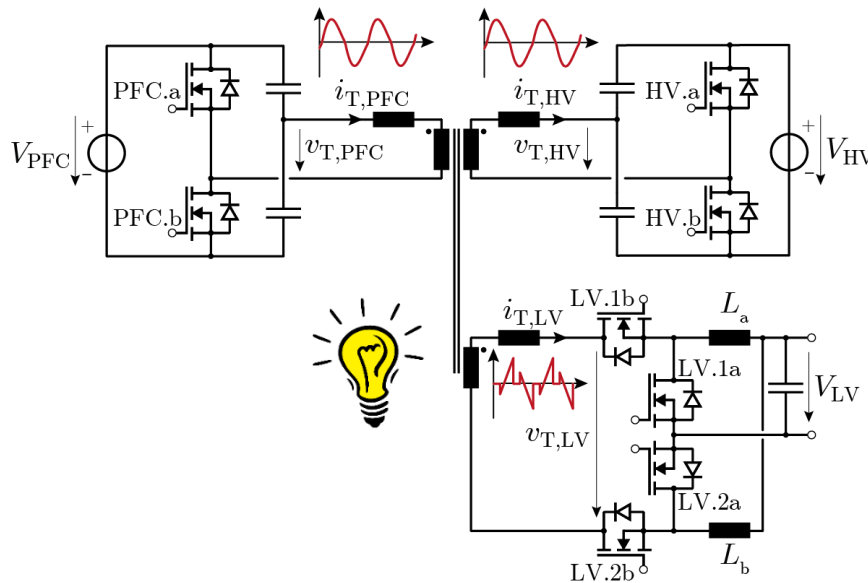 i_T,PFC
i_T,HV
PFC.a
HV.a
+
+
V_PFC
v_T,PFC
v_T,HV
V_HV
-
-
PFC.b
HV.b
LV.1b
i_T,LV
L_a
LV.1a
V_LV
v_T,LV
LV.2a
L_b
LV.2b